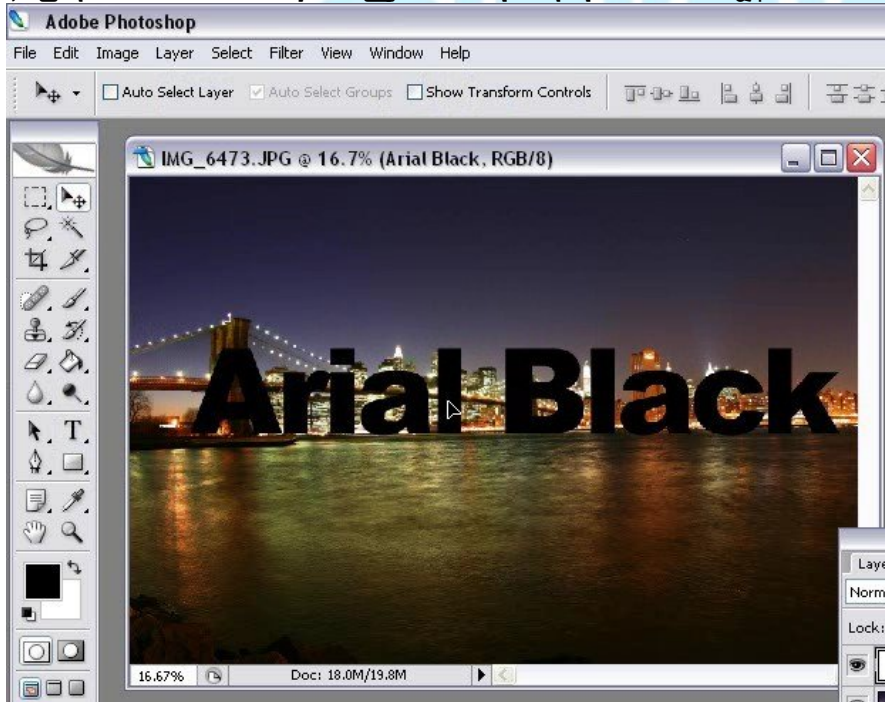 Adobe Photoshop
File Edit Image Layer Select Filter View Window Help
Auto Select Layer Auto Select Groups Show Transform Controls
IMG_6473.JPG @ 16.7% (Arial Black, RGB/8)
Arial Black
T
Laye
Norm
Lock:
16.67% Doc: 18.0M/19.8M